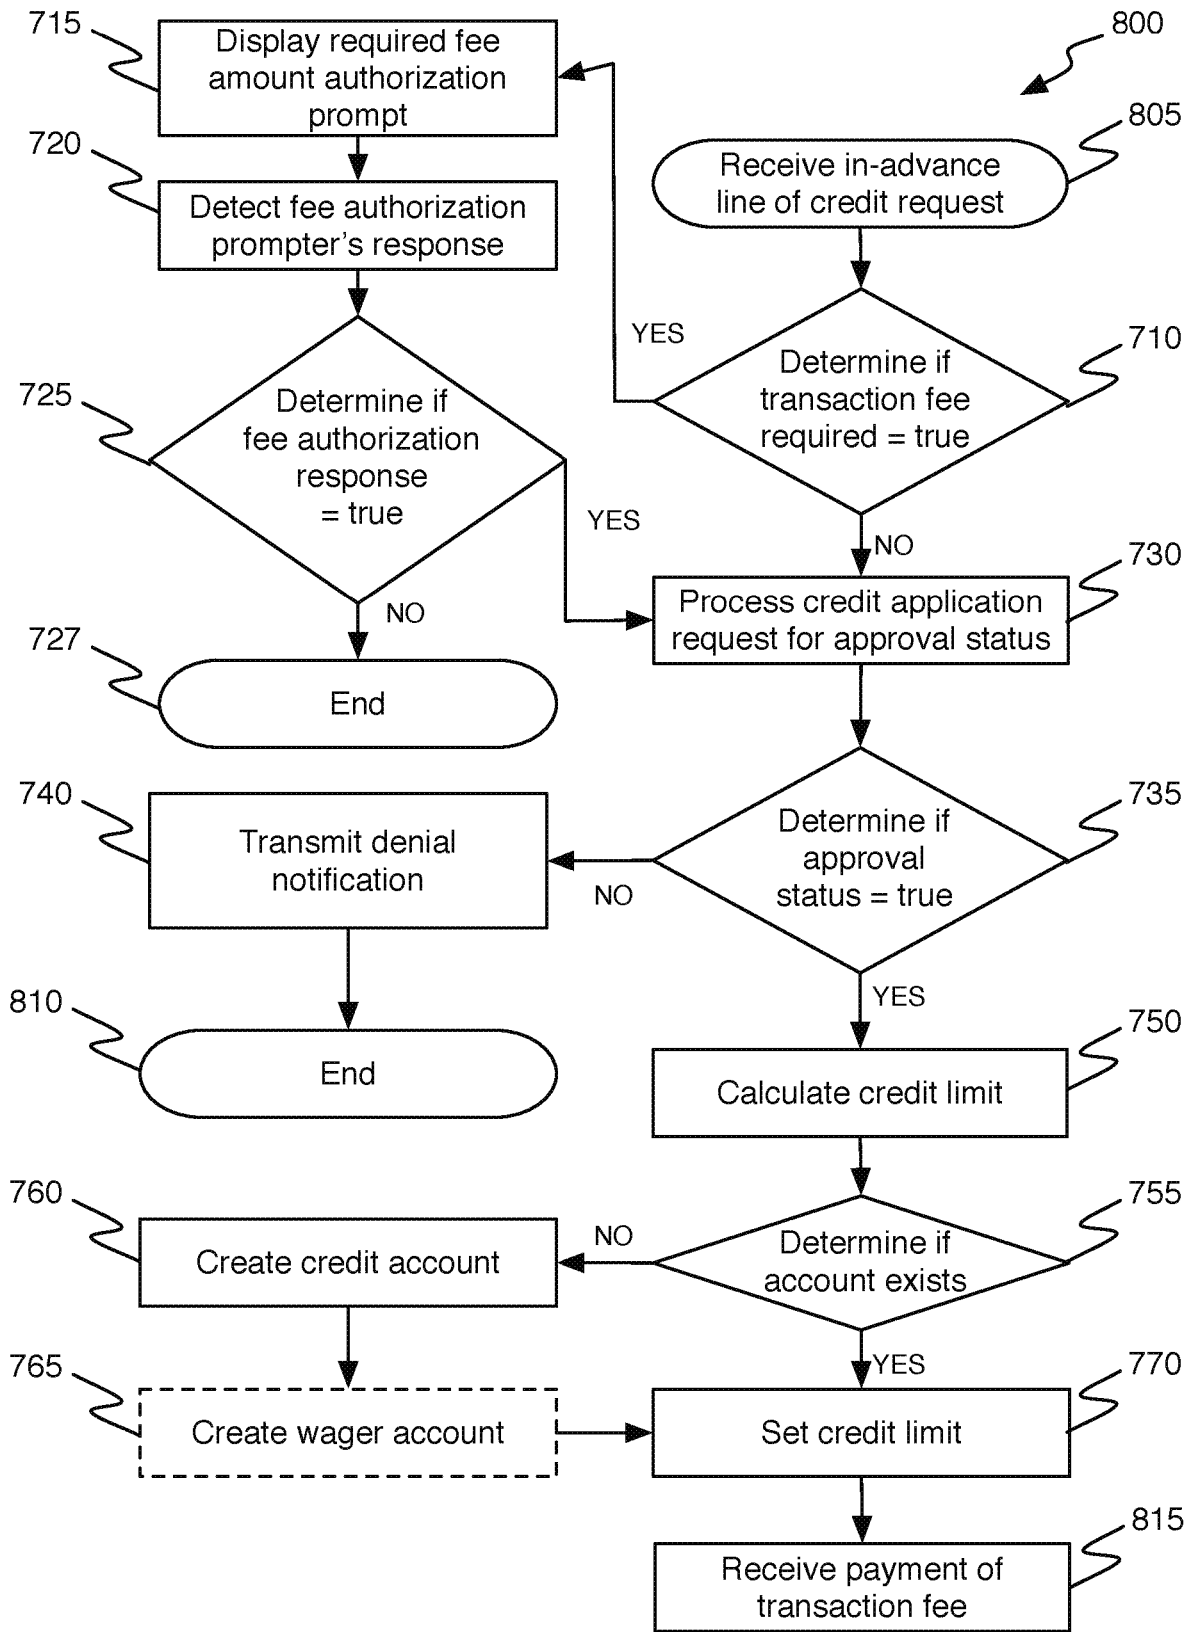 715
Display required fee
amount authorization
prompt
800
805
Receive in-advance
line of credit request
720
Detect fee authorization
prompter's response
YES
710
Determine if
transaction fee
required = true
725
Determine if
fee authorization
response
= true
YES
NO
NO
730
Process credit application
request for approval status
727
End
740
Transmit denial
notification
NO
735
Determine if
approval
status = true
YES
810
End
750
Calculate credit limit
760
Create credit account
NO
755
Determine if
account exists
YES
765
Create wager account
770
Set credit limit
815
Receive payment of
transaction fee